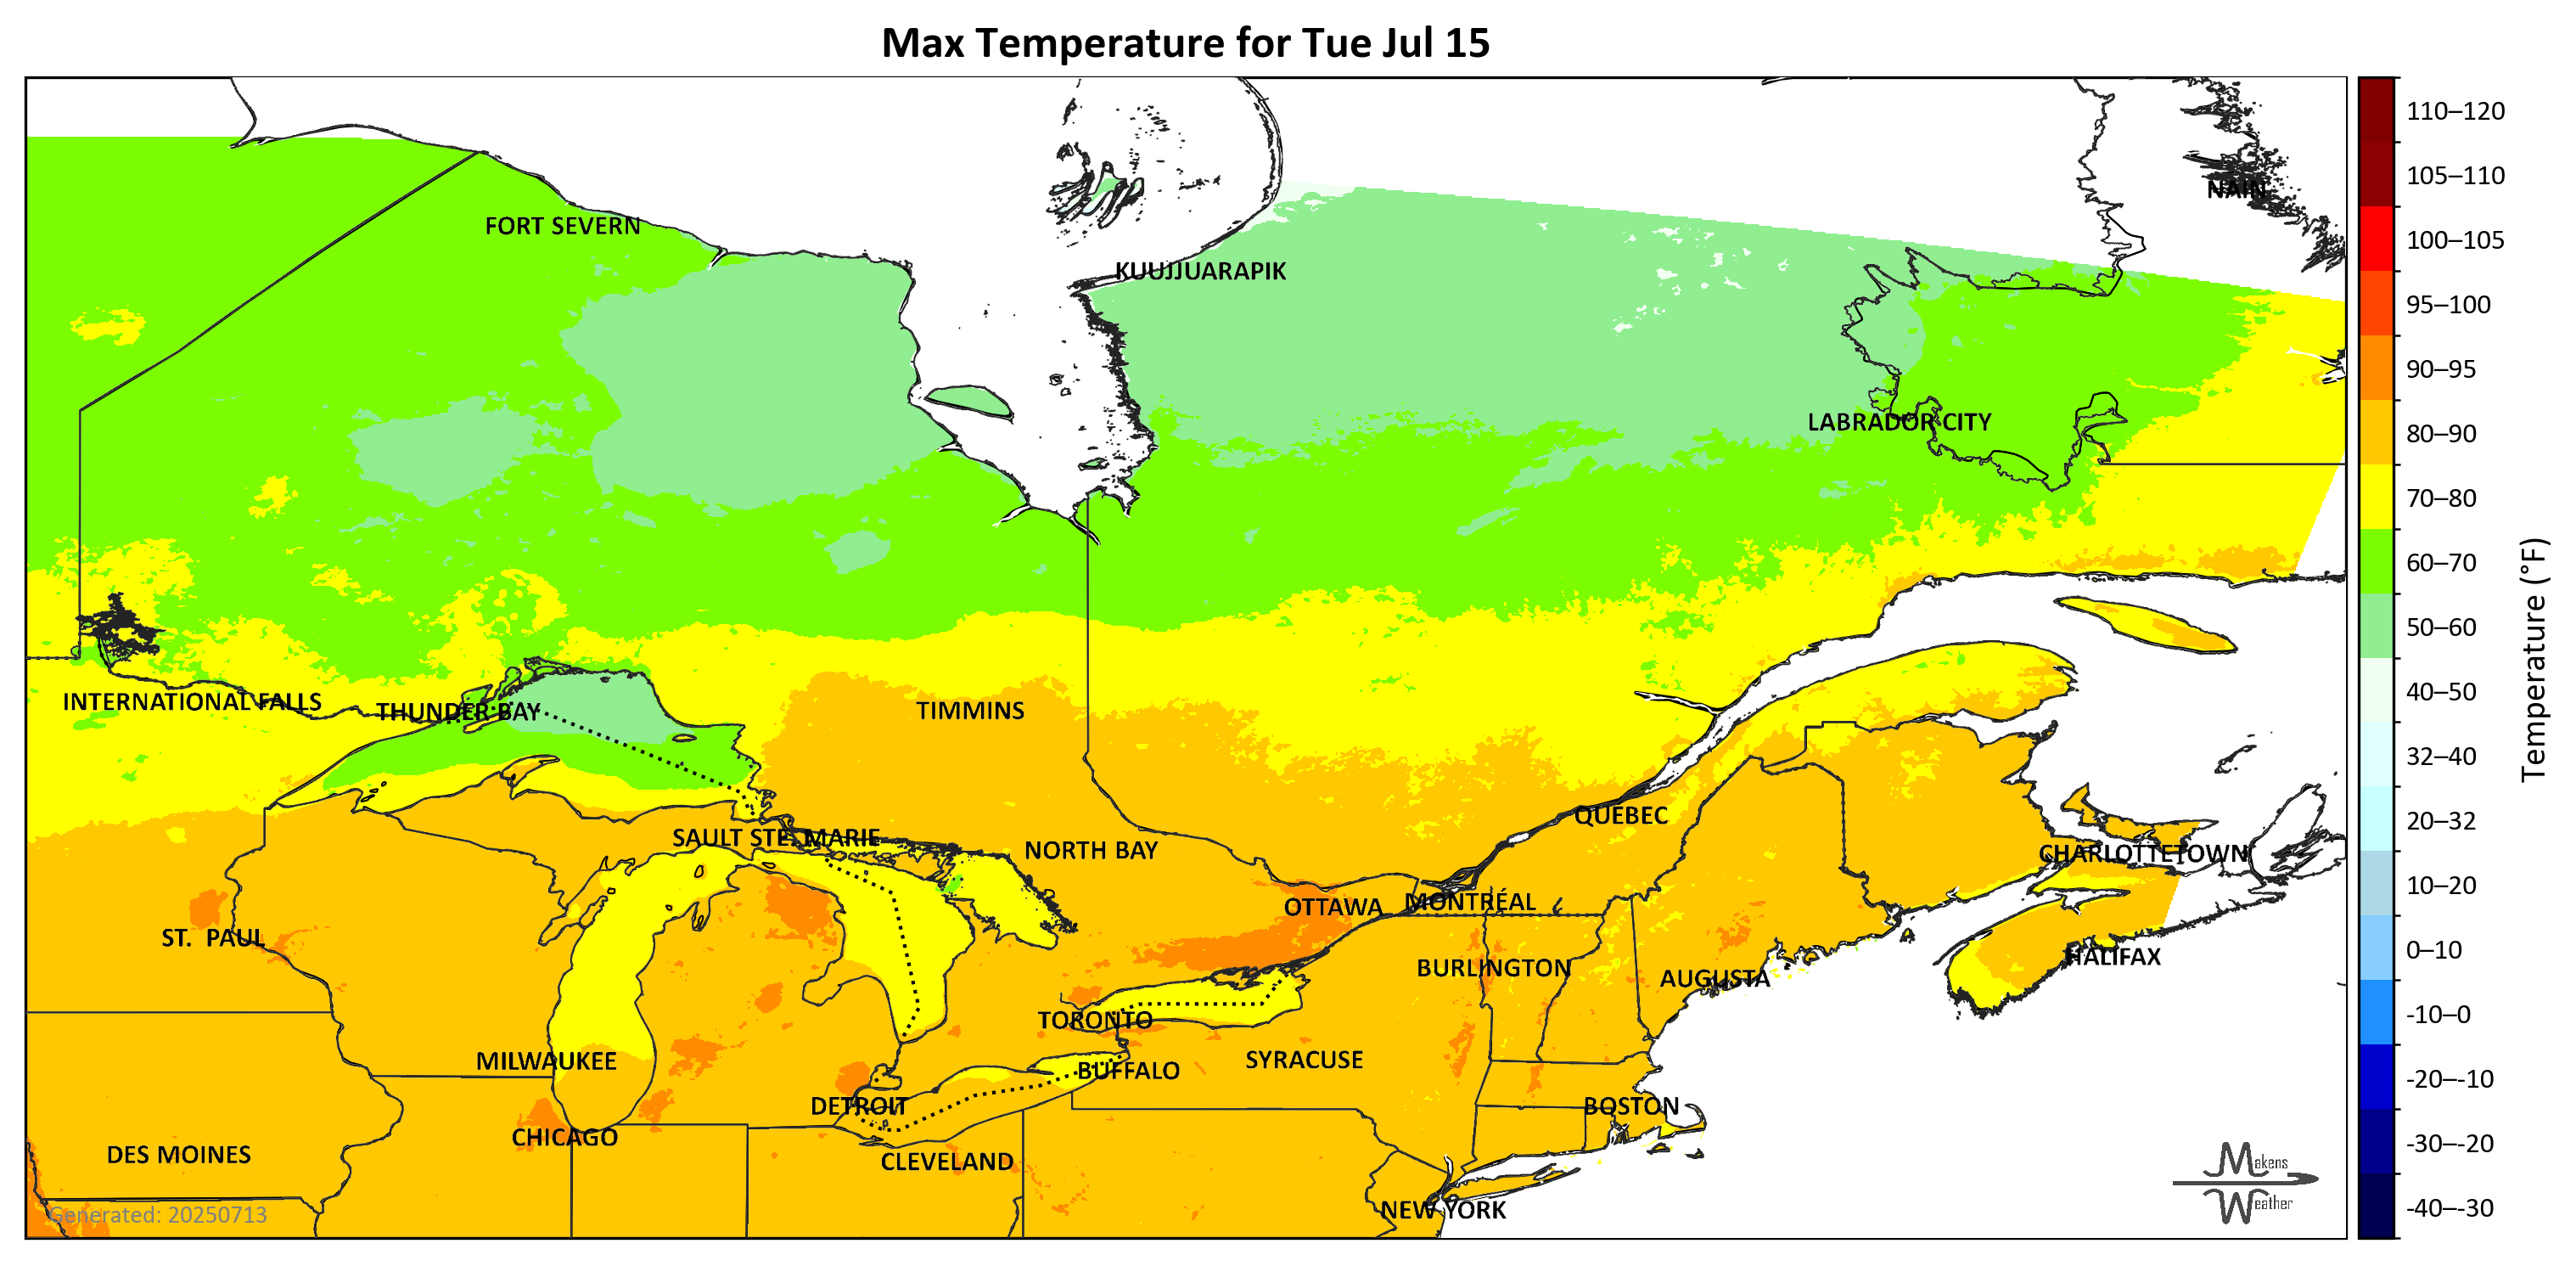 Max Temperature for Tue Jul 15
110–120
105–110
100–105
95–100
90–95
80–90
70–80
60–70
50–60
40–50
32–40
20–32
10–20
0–10
-10–0
-20–-10
-30–-20
-40–-30
Temperature (°F)
NAIN
FORT SEVERN
KUUJJUARAPIK
LABRADOR CITY
INTERNATIONAL FALLS
THUNDER BAY
TIMMINS
QUÉBEC
SAULT STE. MARIE
NORTH BAY
CHARLOTTETOWN
OTTAWA
MONTRÉAL
ST. PAUL
HALIFAX
BURLINGTON
AUGUSTA
TORONTO
MILWAUKEE
BUFFALO
SYRACUSE
DETROIT
BOSTON
CHICAGO
DES MOINES
CLEVELAND
NEW YORK
Generated: 20250713
Makens
Weather